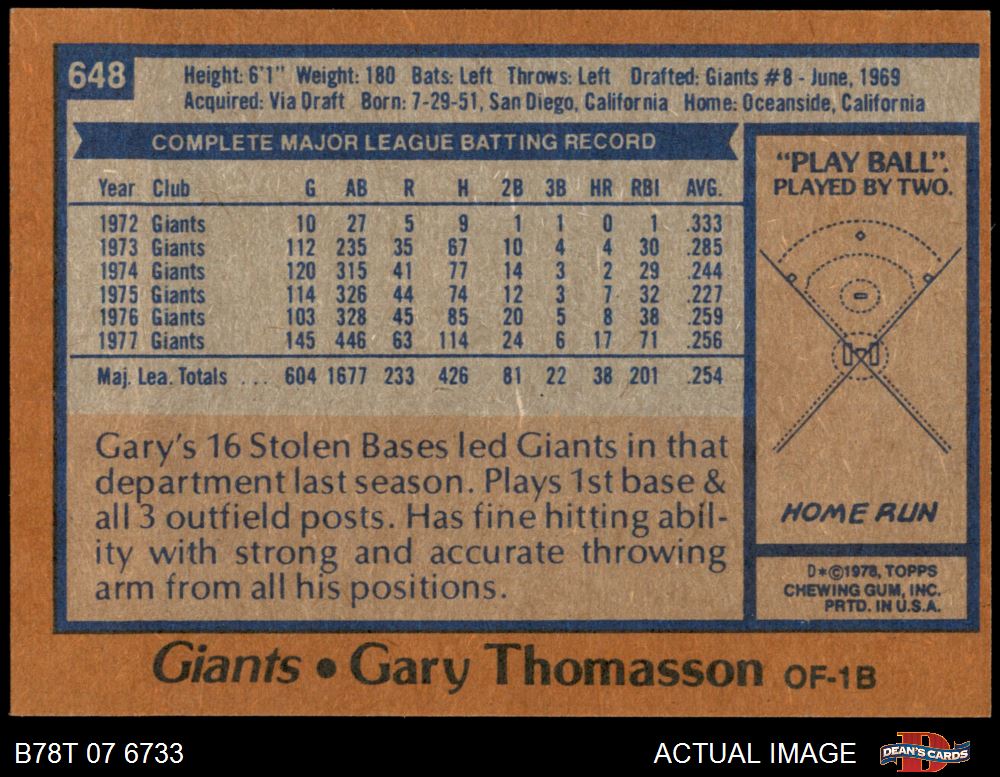 648
Height: 6'1" Weight: 180 Bats: Left Throws: Left Drafted: Giants #8 - June, 1969
Acquired: Via Draft Born: 7-29-51, San Diego, California Home: Oceanside, California
COMPLETE MAJOR LEAGUE BATTING RECORD
Year Club G AB R H 2B 3B HR RBI AVG.
1972 Giants 10 27 5 9 1 1 0 1 .333
1973 Giants 112 235 35 67 10 4 4 30 .285
1974 Giants 120 315 41 77 14 3 2 29 .244
1975 Giants 114 326 44 74 12 3 7 32 .227
1976 Giants 103 328 45 85 20 5 8 38 .259
1977 Giants 145 446 63 114 24 6 17 71 .256
Maj. Lea. Totals ... 604 1677 233 426 81 22 38 201 .254
Gary's 16 Stolen Bases led Giants in that
department last season. Plays 1st base &
all 3 outfield posts. Has fine hitting abil-
ity with strong and accurate throwing
arm from all his positions.
"PLAY BALL".
PLAYED BY TWO.
HOME RUN
D*©1978, TOPPS
CHEWING GUM, INC.
PRTD. IN U.S.A.
Giants • Gary Thomasson OF-1B
B78T 07 6733
ACTUAL IMAGE
DEAN'S CARDS